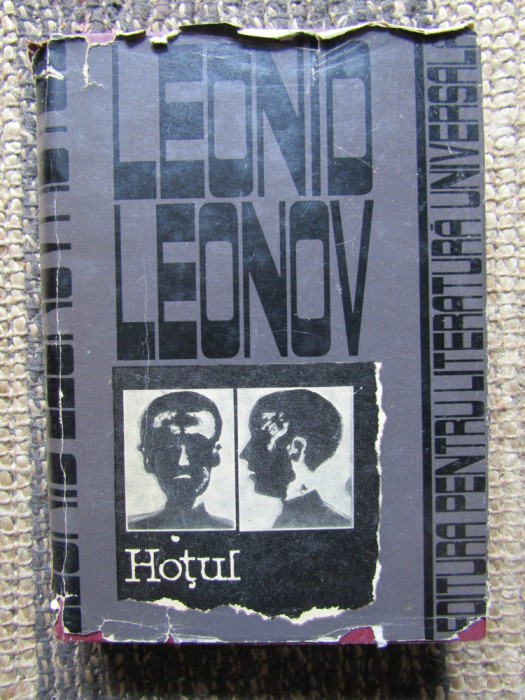 LEONID
LEONOV
Hoțul
EDITURA PENTRU LITERATURĂ UNIVERSALĂ